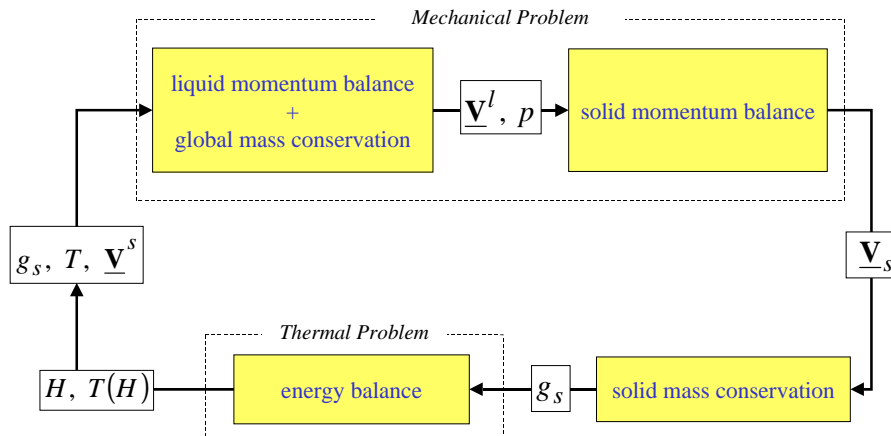 Mechanical Problem
liquid momentum balance
+
global mass conservation
V^l, p
solid momentum balance
g_s, T, V^s
V_s
Thermal Problem
H, T(H)
energy balance
g_s
solid mass conservation